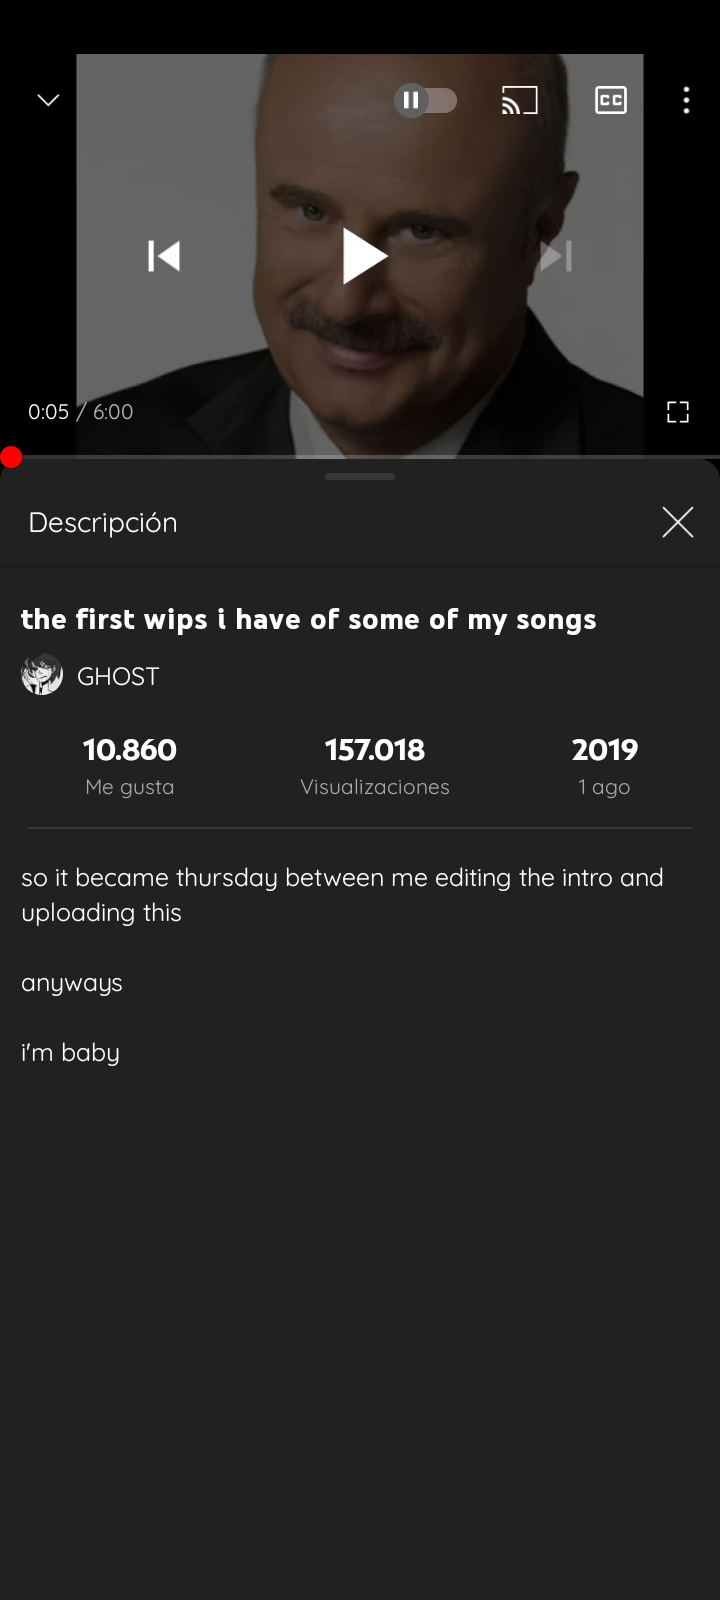 CC
0:05 / 6:00
Descripción
the first wips i have of some of my songs
GHOST
10.860 157.018 2019
Me gusta Visualizaciones 1 ago
so it became thursday between me editing the intro and
uploading this
anyways
i'm baby